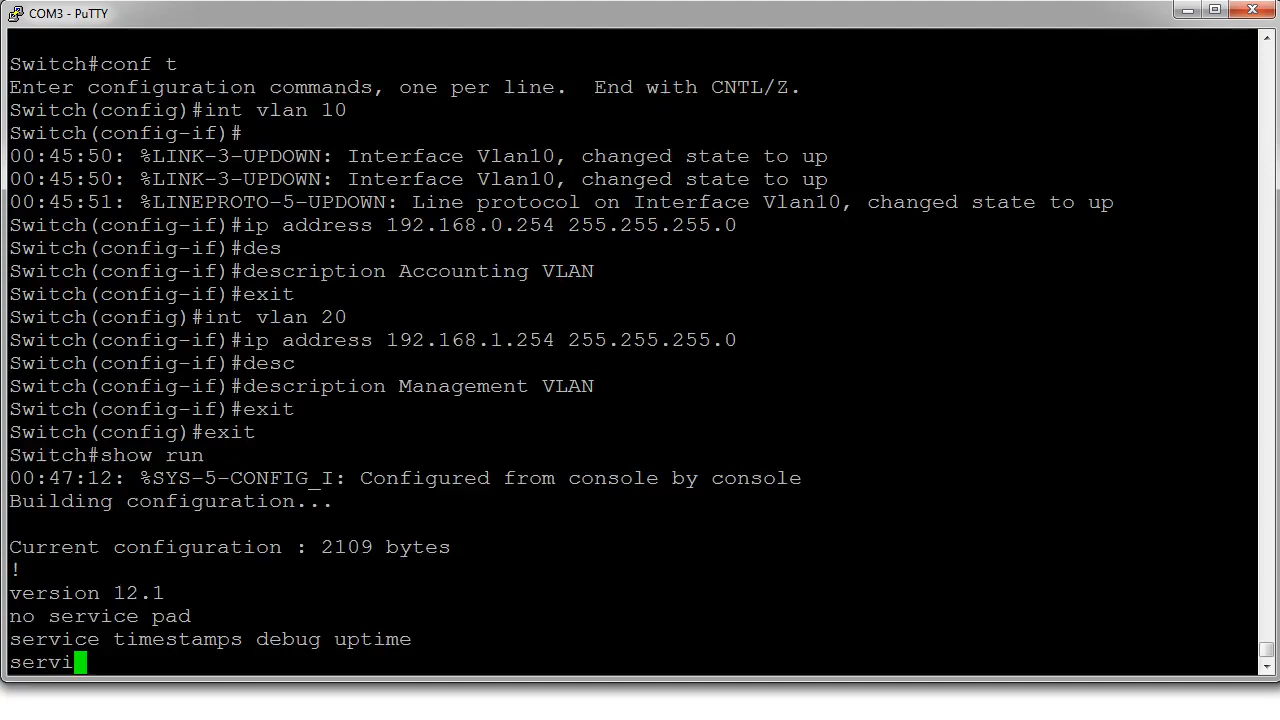 COM3 - PuTTY
Switch#conf t
Enter configuration commands, one per line.  End with CNTL/Z.
Switch(config)#int vlan 10
Switch(config-if)#
00:45:50: %LINK-3-UPDOWN: Interface Vlan10, changed state to up
00:45:50: %LINK-3-UPDOWN: Interface Vlan10, changed state to up
00:45:51: %LINEPROTO-5-UPDOWN: Line protocol on Interface Vlan10, changed state to up
Switch(config-if)#ip address 192.168.0.254 255.255.255.0
Switch(config-if)#des
Switch(config-if)#description Accounting VLAN
Switch(config-if)#exit
Switch(config)#int vlan 20
Switch(config-if)#ip address 192.168.1.254 255.255.255.0
Switch(config-if)#desc
Switch(config-if)#description Management VLAN
Switch(config-if)#exit
Switch(config)#exit
Switch#show run
00:47:12: %SYS-5-CONFIG_I: Configured from console by console
Building configuration...
Current configuration : 2109 bytes
!
version 12.1
no service pad
service timestamps debug uptime
servi